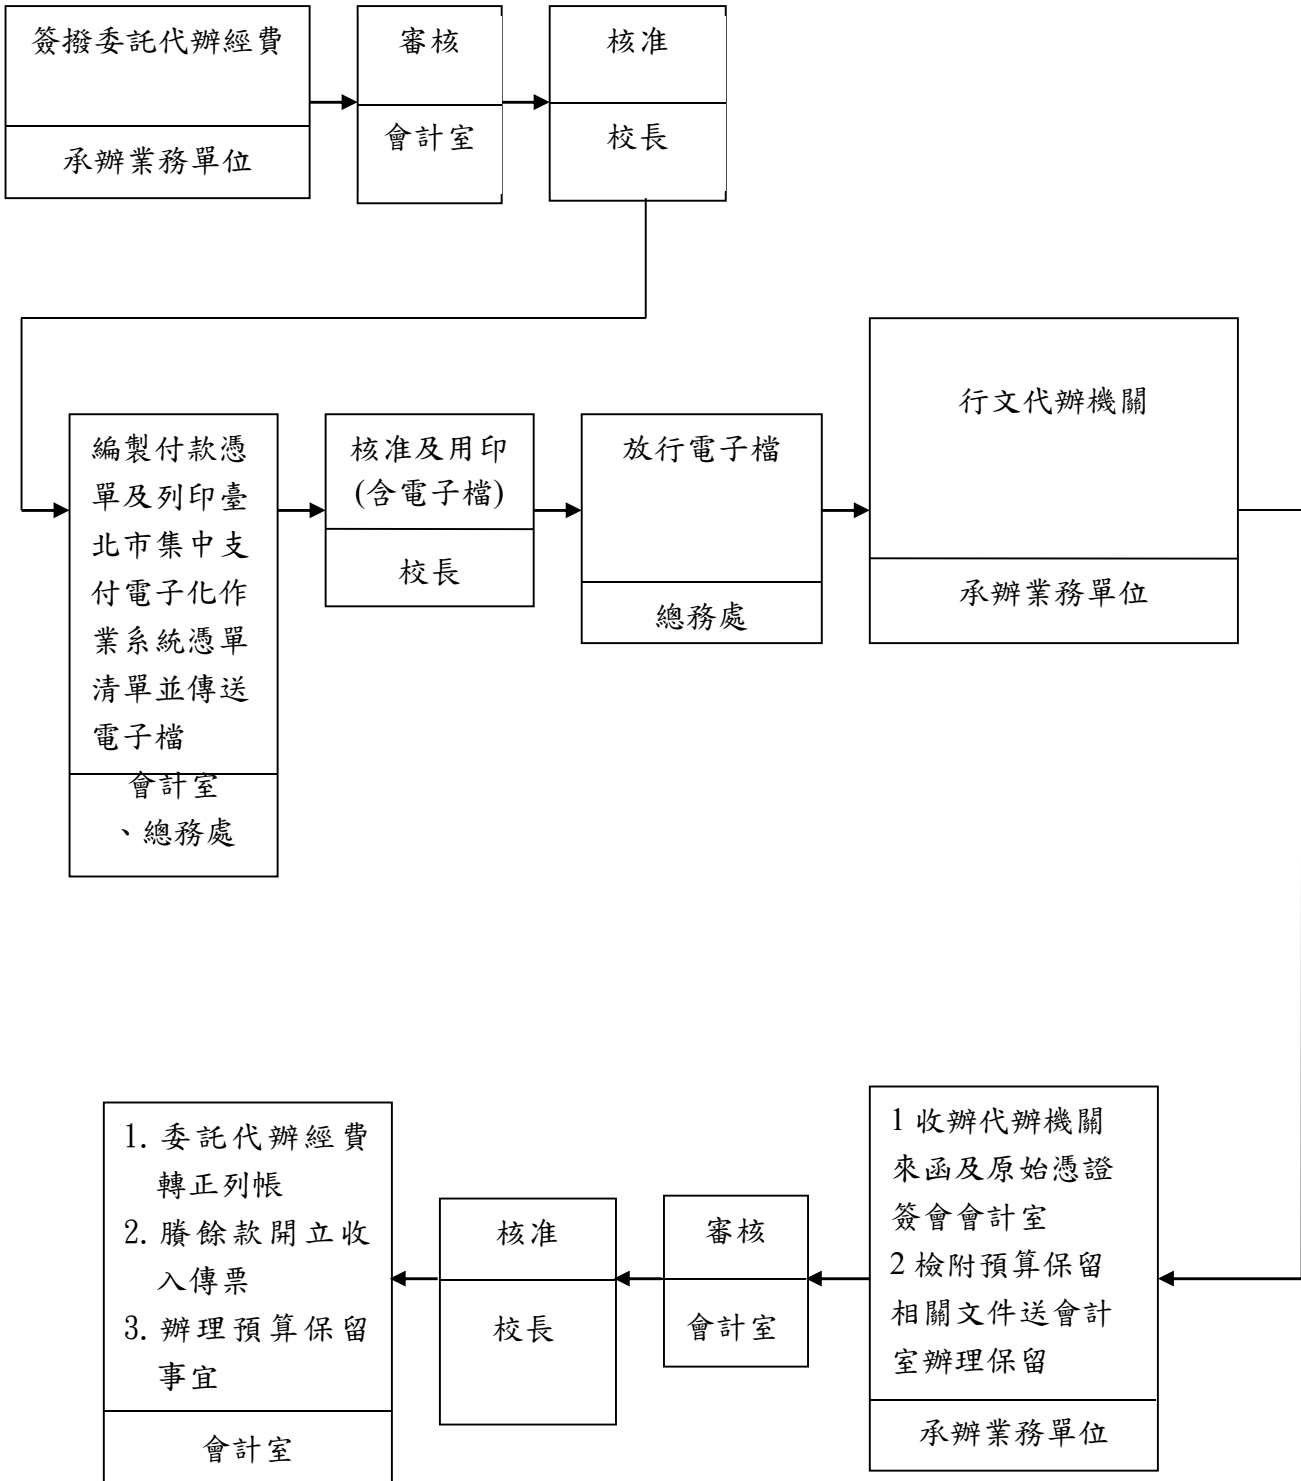 簽撥委託代辦經費
承辦業務單位
審核
會計室
核准
校長
編製付款憑
單及列印臺
北市集中支
付電子化作
業系統憑單
清單並傳送
電子檔
會計室
、總務處
核准及用印
(含電子檔)
校長
放行電子檔
總務處
行文代辦機關
承辦業務單位
1 收辦代辦機關
來函及原始憑證
簽會會計室
2 檢附預算保留
相關文件送會計
室辦理保留
承辦業務單位
審核
會計室
核准
校長
1. 委託代辦經費
轉正列帳
2. 賸餘款開立收
入傳票
3. 辦理預算保留
事宜
會計室